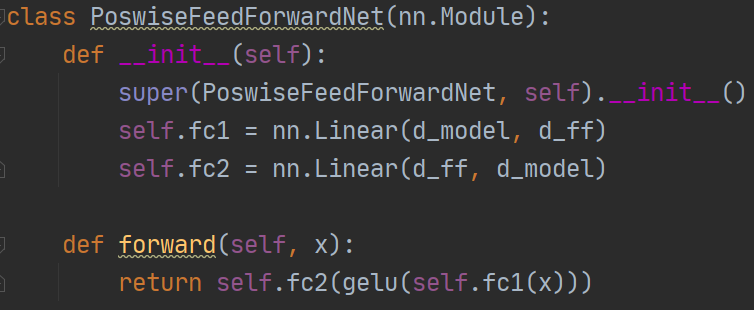 class PoswiseFeedForwardNet(nn.Module):
    def __init__(self):
        super(PoswiseFeedForwardNet, self).__init__()
        self.fc1 = nn.Linear(d_model, d_ff)
        self.fc2 = nn.Linear(d_ff, d_model)
    def forward(self, x):
        return self.fc2(gelu(self.fc1(x)))